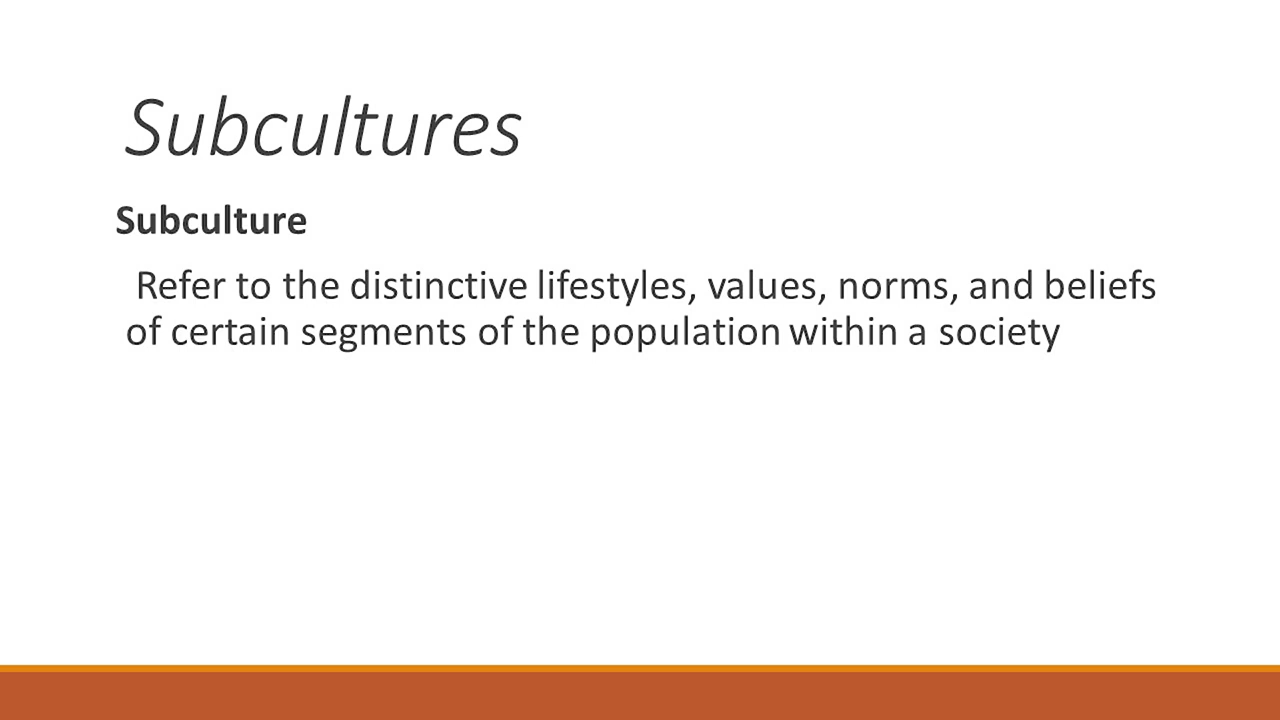 Subcultures
Subculture
Refer to the distinctive lifestyles, values, norms, and beliefs
of certain segments of the population within a society